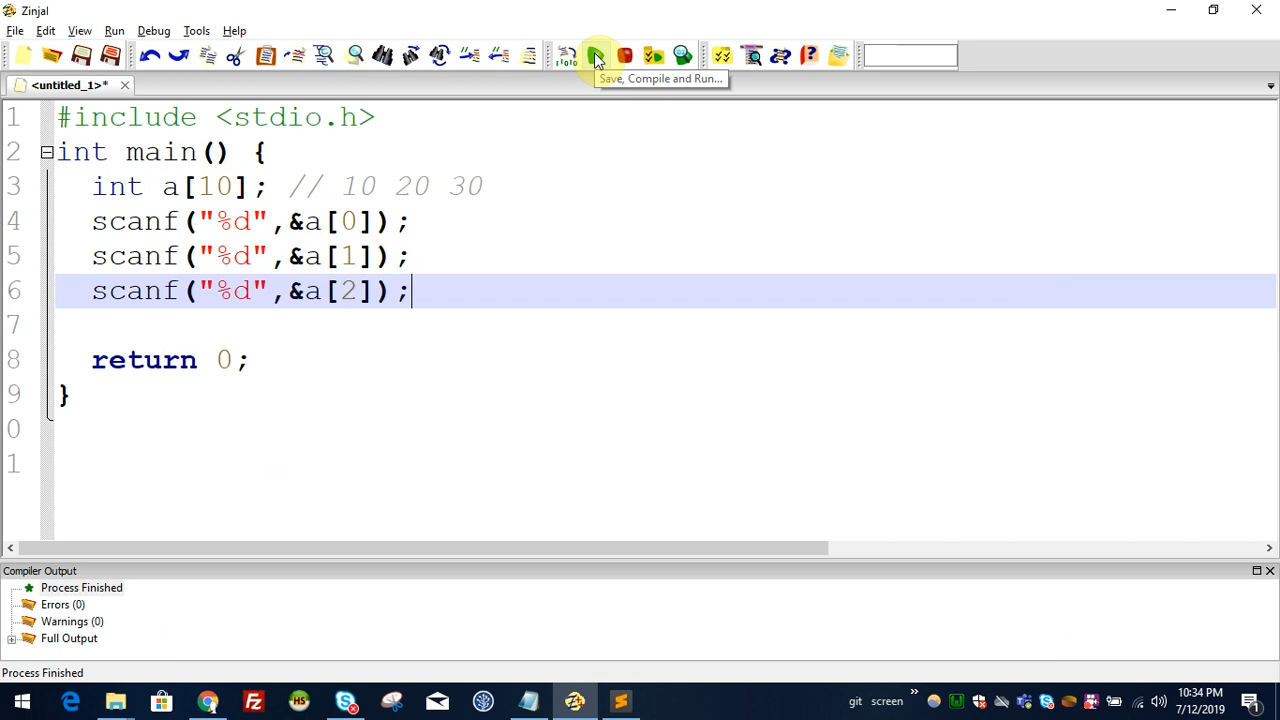 Zinjal
File Edit View Run Debug Tools Help
Save, Compile and Run...
<untitled_1>*
1 #include <stdio.h>
2 int main() {
3 int a[10]; // 10 20 30
4 scanf("%d",&a[0]);
5 scanf("%d",&a[1]);
6 scanf("%d",&a[2]);
7
8 return 0;
9 }
0
1
Compiler Output
Process Finished
Errors (0)
Warnings (0)
Full Output
Process Finished
git screen
10:34 PM
7/12/2019